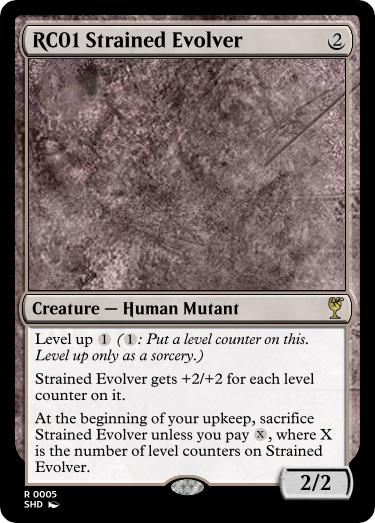 RC01 Strained Evolver 2
Creature — Human Mutant
Level up 1 (1: Put a level counter on this.
Level up only as a sorcery.)
Strained Evolver gets +2/+2 for each level
counter on it.
At the beginning of your upkeep, sacrifice
Strained Evolver unless you pay X, where X
is the number of level counters on Strained
Evolver.
2/2
R 0005
SHD